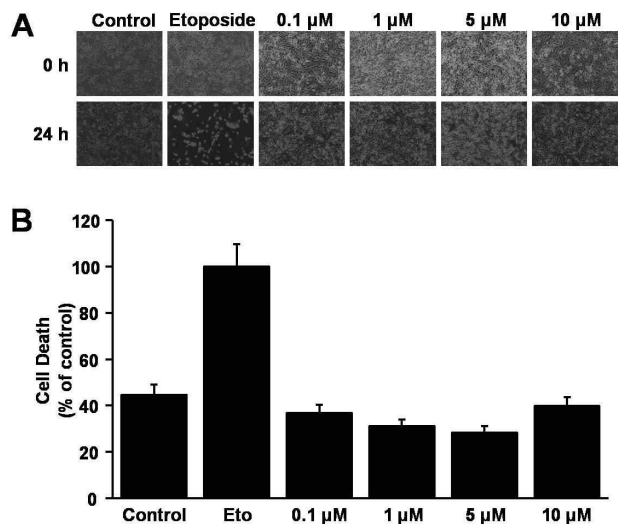 A
Control Etoposide 0.1 µM 1 µM 5 µM 10 µM
0 h
24 h
B
Cell Death
(% of control)
120
100
80
60
40
20
0
Control Eto 0.1 µM 1 µM 5 µM 10 µM